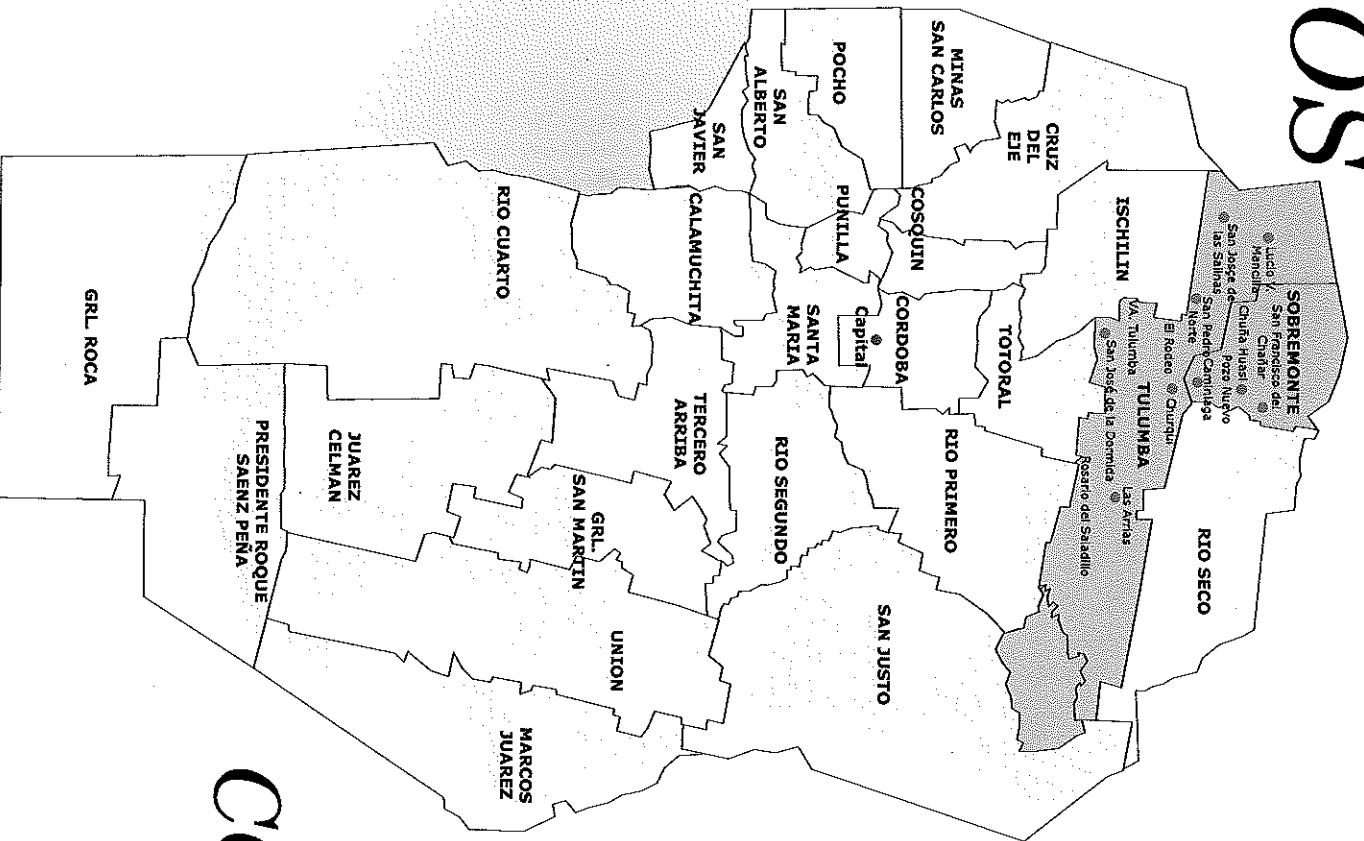 OS
SOBREMONTE
San Francisco del
Chañar
Lucio V.
Mansilla
Chuña Huasi
Pozo Nuevo
San Josçe de
las Salinas
San Pedro
Norte
Caminiaga
RIO SECO
El Rodeo
Churqui
TULUMBA
VA. Tulumba
Las Arrias
San José de la Dormida
Rosario del Saladillo
ISCHILIN
CRUZ
DEL
EJE
TOTORAL
MINAS
SAN CARLOS
RIO PRIMERO
COSQUIN
CORDOBA
Capital
SAN JUSTO
POCHO
PUNILLA
SANTA
MARIA
SAN
ALBERTO
RIO SEGUNDO
SAN
JAVIER
CALAMUCHITA
TERCERO
ARRIBA
UNION
GRL.
SAN MARTIN
MARCOS
JUAREZ
RIO CUARTO
JUAREZ
CELMAN
PRESIDENTE ROQUE
SAENZ PEÑA
GRL. ROCA